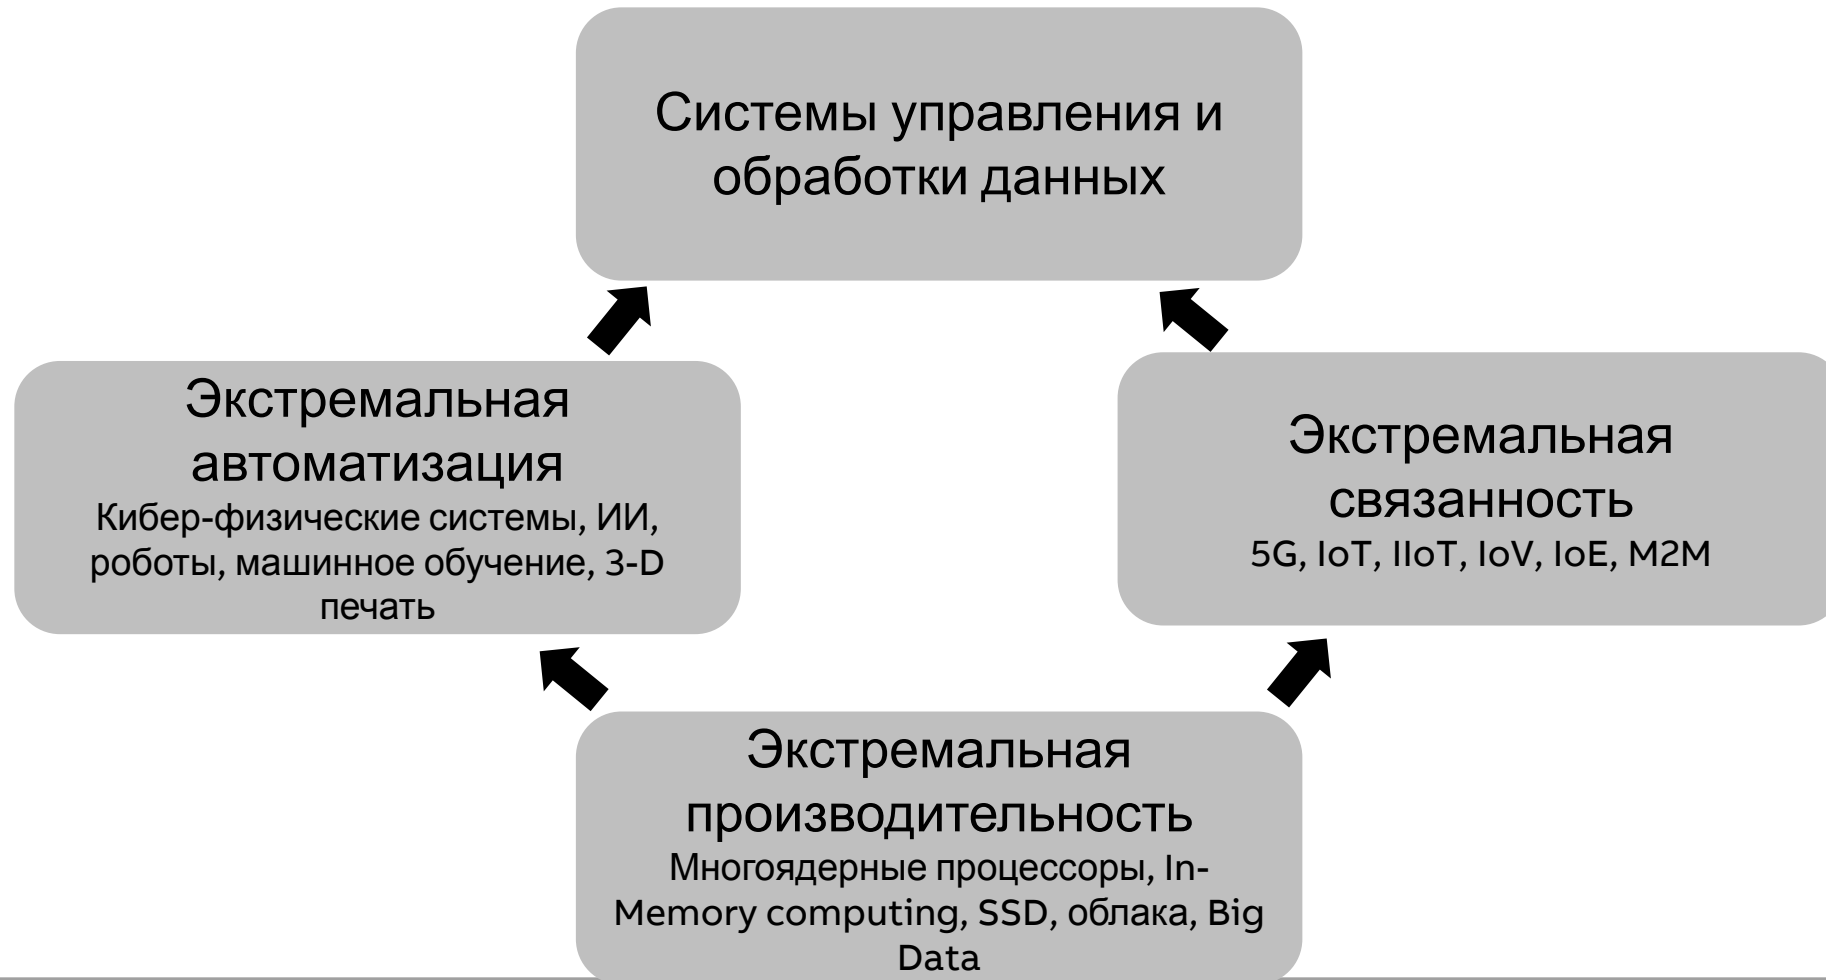 Системы управления и
обработки данных
Экстремальная
автоматизация
Кибер-физические системы, ИИ,
роботы, машинное обучение, 3-D
печать
Экстремальная
связанность
5G, IoT, IIoT, IoV, IoE, M2M
Экстремальная
производительность
Многоядерные процессоры, In-
Memory computing, SSD, облака, Big
Data